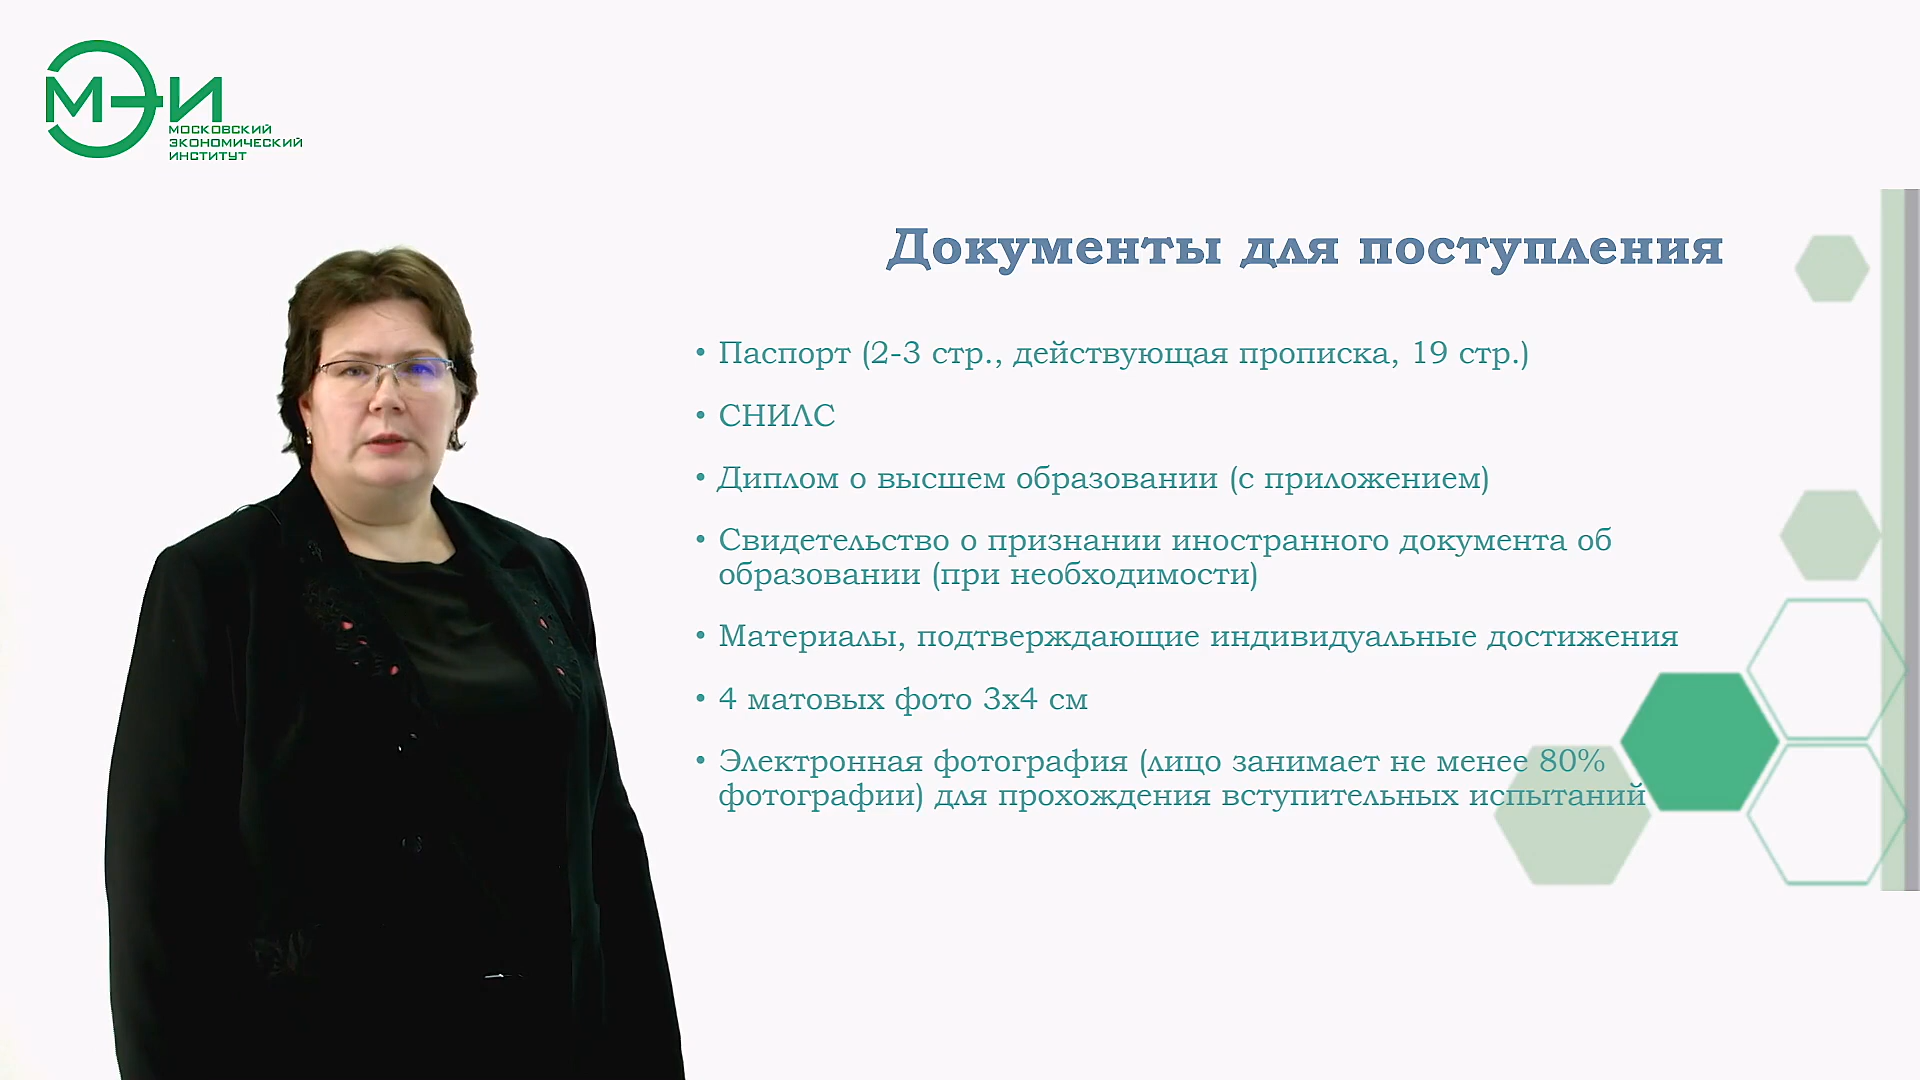 МЭИ
МОСКОВСКИЙ
ЭКОНОМИЧЕСКИЙ
ИНСТИТУТ
Документы для поступления
• Паспорт (2-3 стр., действующая прописка, 19 стр.)
• СНИЛС
• Диплом о высшем образовании (с приложением)
• Свидетельство о признании иностранного документа об
образовании (при необходимости)
• Материалы, подтверждающие индивидуальные достижения
• 4 матовых фото 3х4 см
• Электронная фотография (лицо занимает не менее 80%
фотографии) для прохождения вступительных испытаний